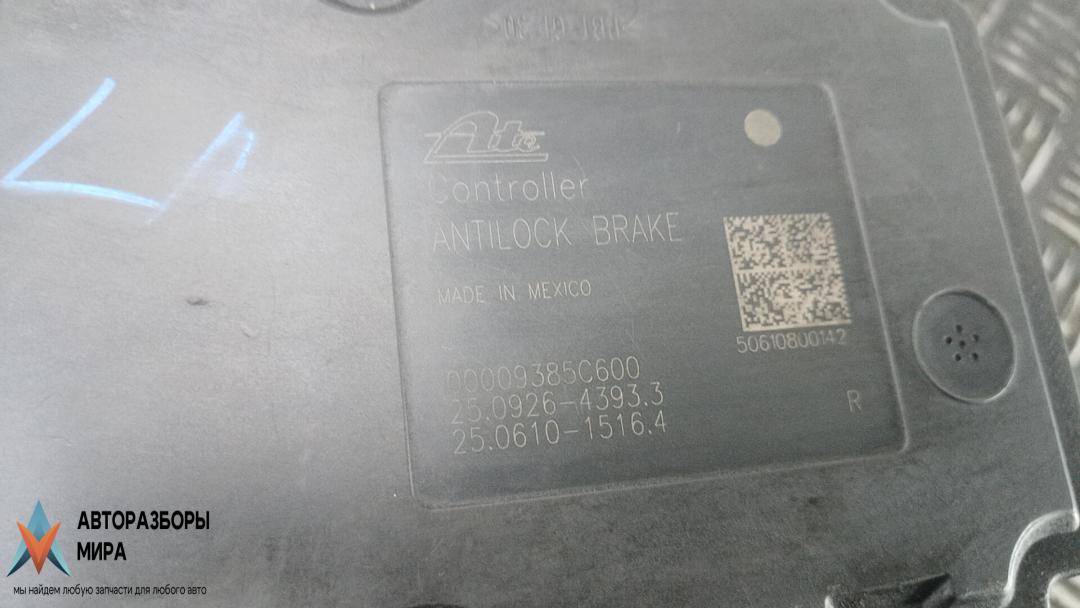 Ate
Controller
ANTILOCK BRAKE
MADE IN MEXICO
50610800142
00009385C600
25.0926-4393.3
25.0610-1516.4
R
АВТОРАЗБОРЫ
МИРА
мы найдем любую запчасти для любого авто